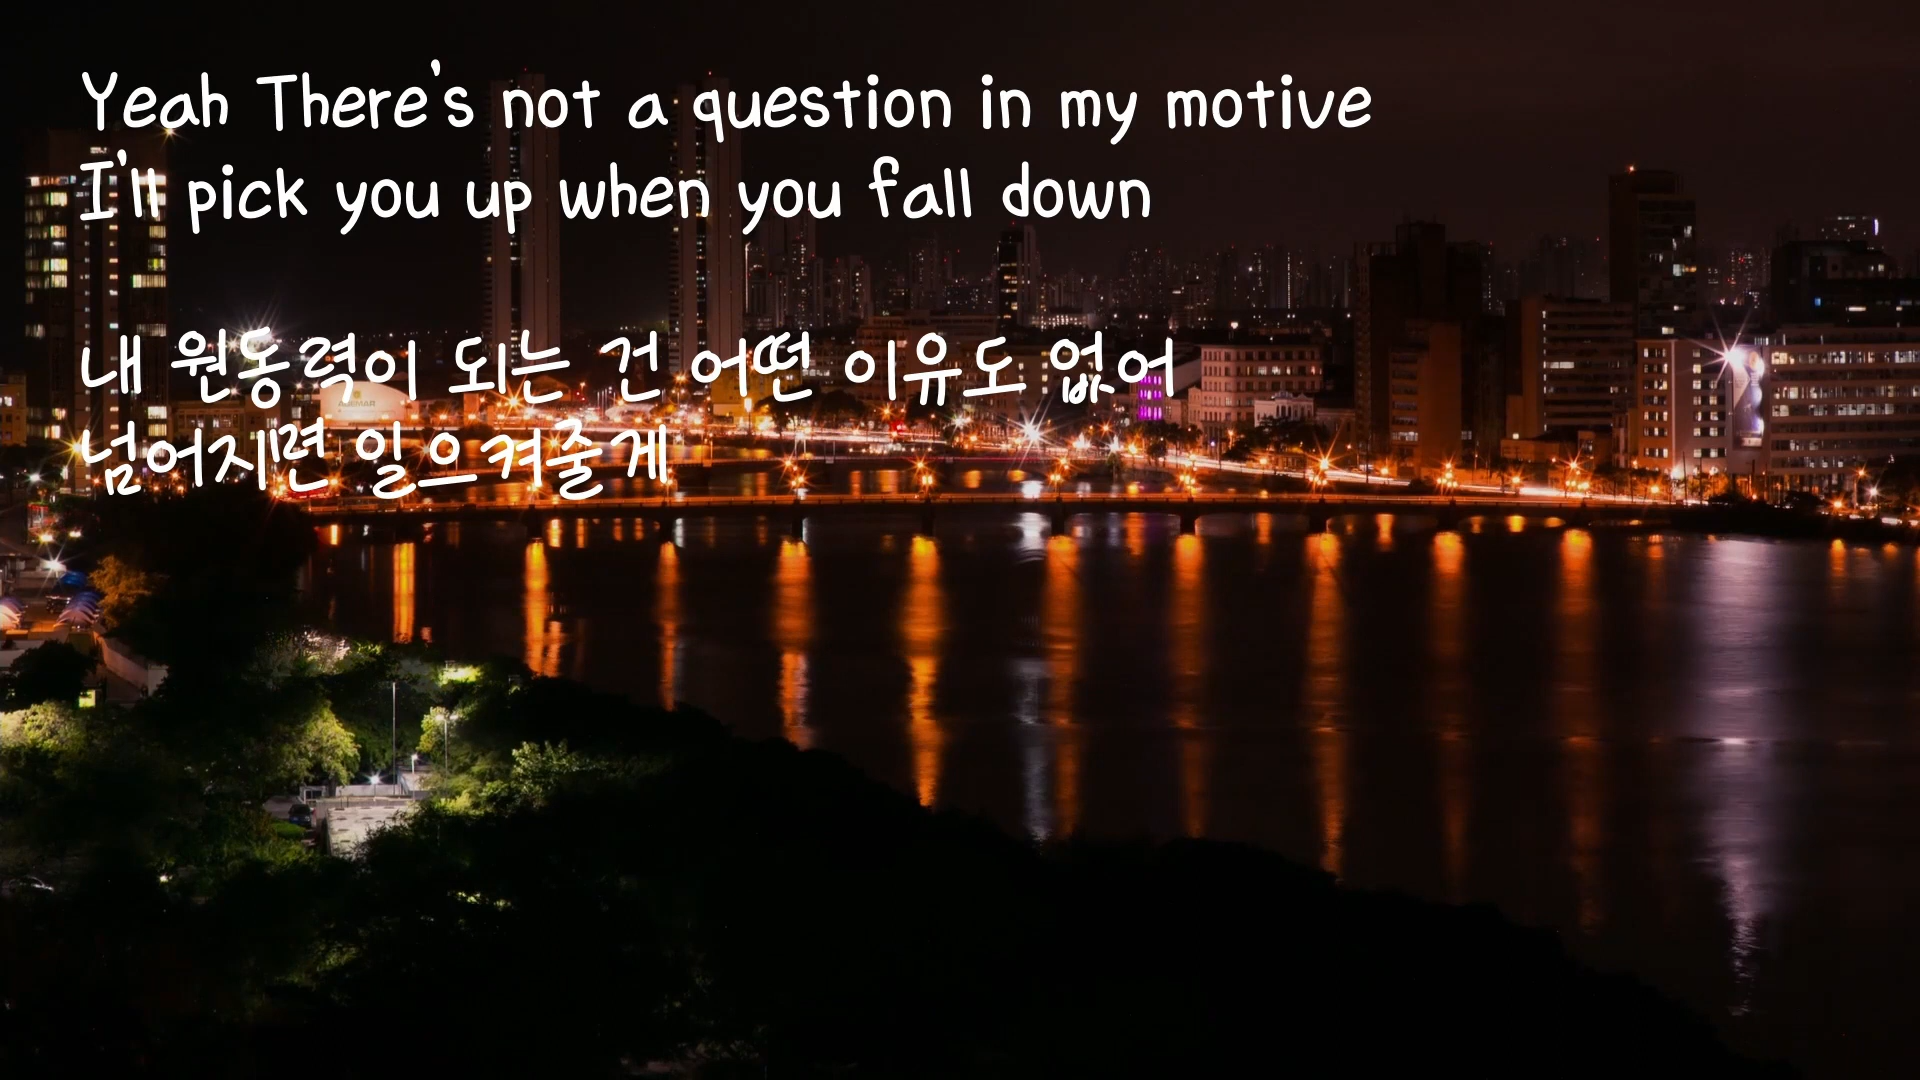 Yeah There's not a question in my motive
I'll pick you up when you fall down
내 원동력이 되는 건 어떤 이유도 없어
넘어지면 일으켜줄게